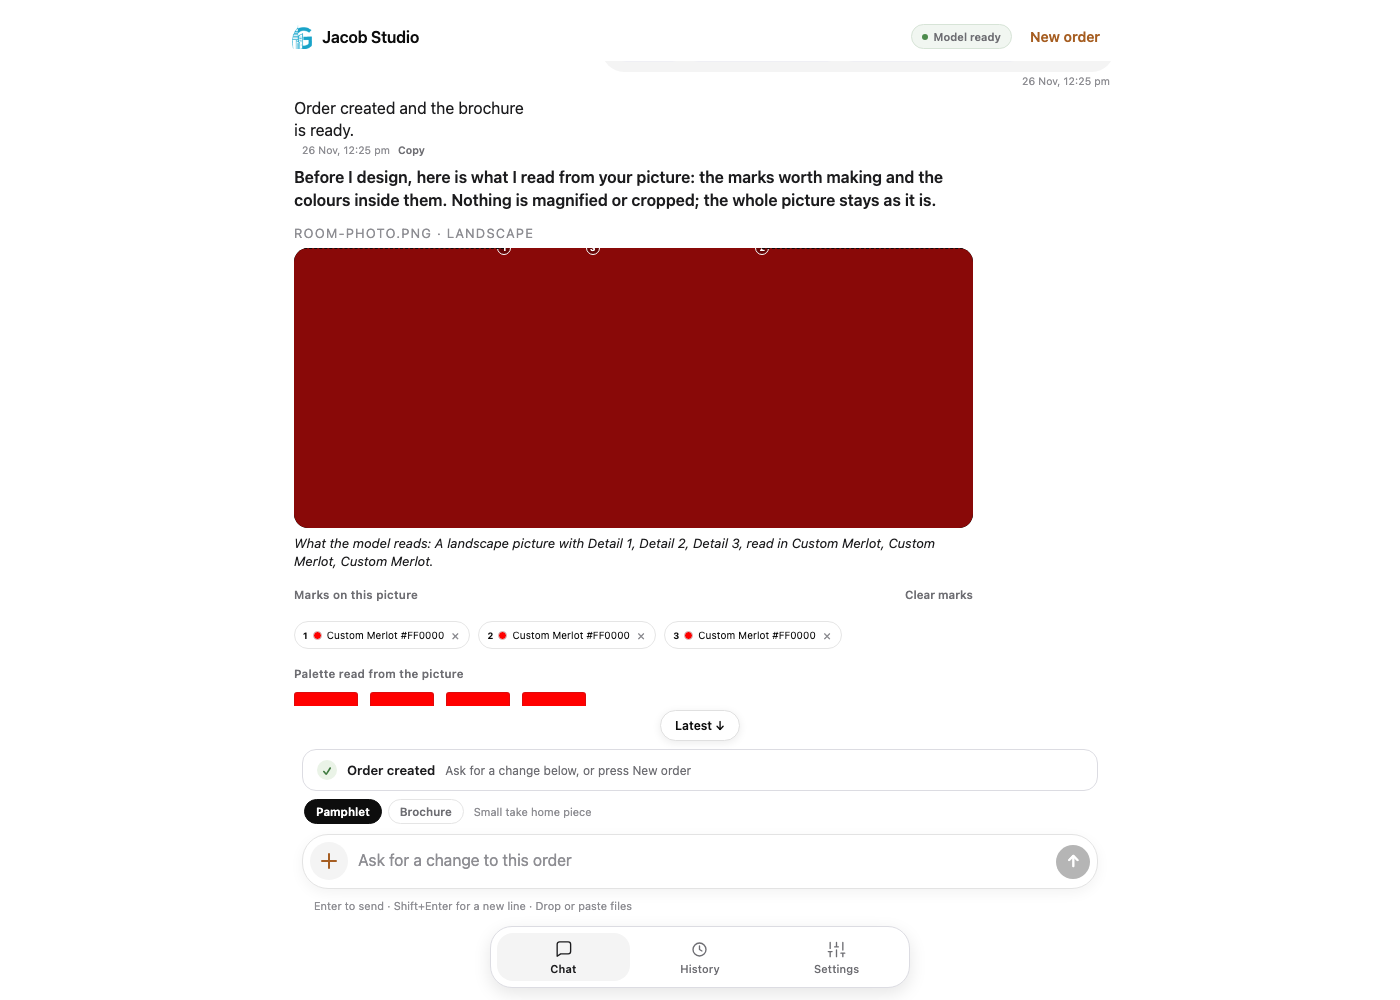 Jacob Studio
Model ready
New order
26 Nov, 12:25 pm
Order created and the brochure
is ready.
26 Nov, 12:25 pm Copy
Before I design, here is what I read from your picture: the marks worth making and the
colours inside them. Nothing is magnified or cropped; the whole picture stays as it is.
ROOM-PHOTO.PNG · LANDSCAPE
What the model reads: A landscape picture with Detail 1, Detail 2, Detail 3, read in Custom Merlot, Custom
Merlot, Custom Merlot.
Marks on this picture
Clear marks
1 Custom Merlot #FF0000 ×
2 Custom Merlot #FF0000 ×
3 Custom Merlot #FF0000 ×
Palette read from the picture
Latest ↓
Order created Ask for a change below, or press New order
Pamphlet Brochure Small take home piece
Ask for a change to this order
Enter to send · Shift+Enter for a new line · Drop or paste files
Chat History Settings